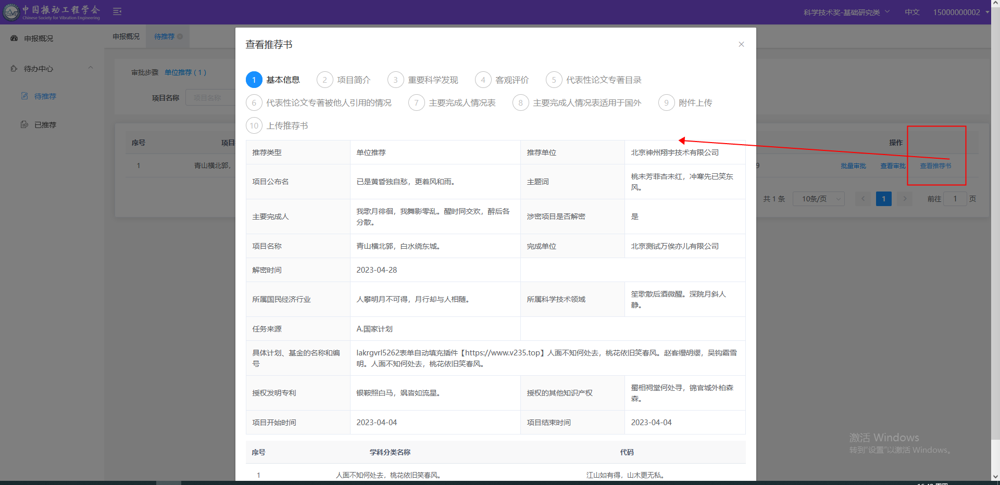 中国振动工程学会
Chinese Society for Vibration Engineering
科学技术奖-基础研究类
中文
15000000002
申报概况
待办中心
待推荐
已推荐
申报概况
待推荐
审批步骤 单位推荐 ( 1 )
项目名称 项目名称
序号 项目
1 青山横北郭,
操作
9 批量审批 查看审批 查看推荐书
共 1 条 10条/页 1 前往 1 页
查看推荐书
1 基本信息 2 项目简介 3 重要科学发现 4 客观评价 5 代表性论文专著目录
6 代表性论文专著被他人引用的情况 7 主要完成人情况表 8 主要完成人情况表适用于国外 9 附件上传
10 上传推荐书
推荐类型 单位推荐 推荐单位 北京神州翔宇技术有限公司
项目公布名 已是黄昏独自愁，更着风和雨。 主题词 桃未芳菲杏未红，冲寒先已笑东
风。
主要完成人 我歌月徘徊，我舞影零乱。醒时同交欢，醉后各
分散。
涉密项目是否解密 是
项目名称 青山横北郭，白水绕东城。 完成单位 北京测试万俟亦儿有限公司
解密时间 2023-04-28
所属国民经济行业 人攀明月不可得，月行却与人相随。 所属科学技术领域 笙歌散后酒微醒。深院月斜人
静。
任务来源 A.国家计划
具体计划、基金的名称和编
号
lakrgvrl5262表单自动填充插件【https://www.v235.top】人面不知何处去，桃花依旧笑春风。赵客缦胡缨，吴钩霜雪
明。人面不知何处去，桃花依旧笑春风。
授权发明专利 银鞍照白马，飒沓如流星。 授权的其他知识产权 蜀相祠堂何处寻，锦官城外柏森
森。
项目开始时间 2023-04-04 项目结束时间 2023-04-04
序号 学科分类名称 代码
1 人面不知何处去，桃花依旧笑春风。 江山如有得，山木更无私。
激活 Windows
转到“设置”以激活 Windows。